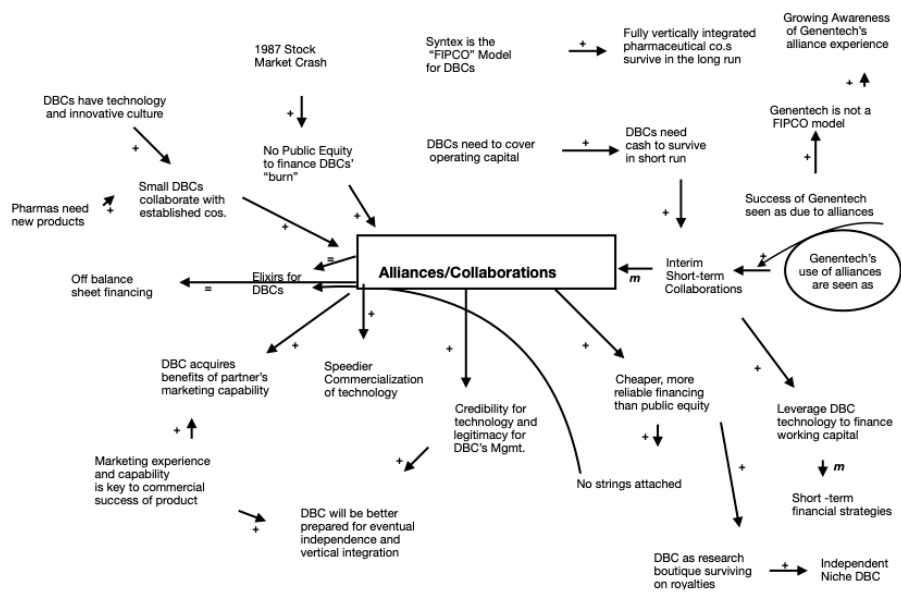 Growing Awareness
of Genentech's
alliance experience
Syntex is the
"FIPCO" Model
for DBCs
+
Fully vertically integrated
pharmaceutical co.s
survive in the long run
1987 Stock
Market Crash
+
DBCs have technology
and innovative culture
+
Genentech is not a
FIPCO model
+
DBCs need to cover
operating capital
+
DBCs need
cash to survive
in short run
No Public Equity
to finance DBCs'
"burn"
+
+
Pharmas need
new products
+
Small DBCs
collaborate with
established cos.
+
+
+
Success of Genentech
seen as due to alliances
Off balance
sheet financing
=
Elixirs for
DBCs
=
Alliances/Collaborations
m
Interim
Short-term
Collaborations
+
Genentech's
use of alliances
are seen as
+
+
+
+
+
DBC acquires
benefits of partner's
marketing capability
Speedier
Commercialization
of technology
Credibility for
technology and
legitimacy for
DBC's Mgmt.
Cheaper, more
reliable financing
than public equity
Leverage DBC
technology to finance
working capital
+
+
+
m
Marketing experience
and capability
is key to commercial
success of product
+
No strings attached
+
Short -term
financial strategies
DBC will be better
prepared for eventual
independence and
vertical integration
DBC as research
boutique surviving
on royalties
+
Independent
Niche DBC